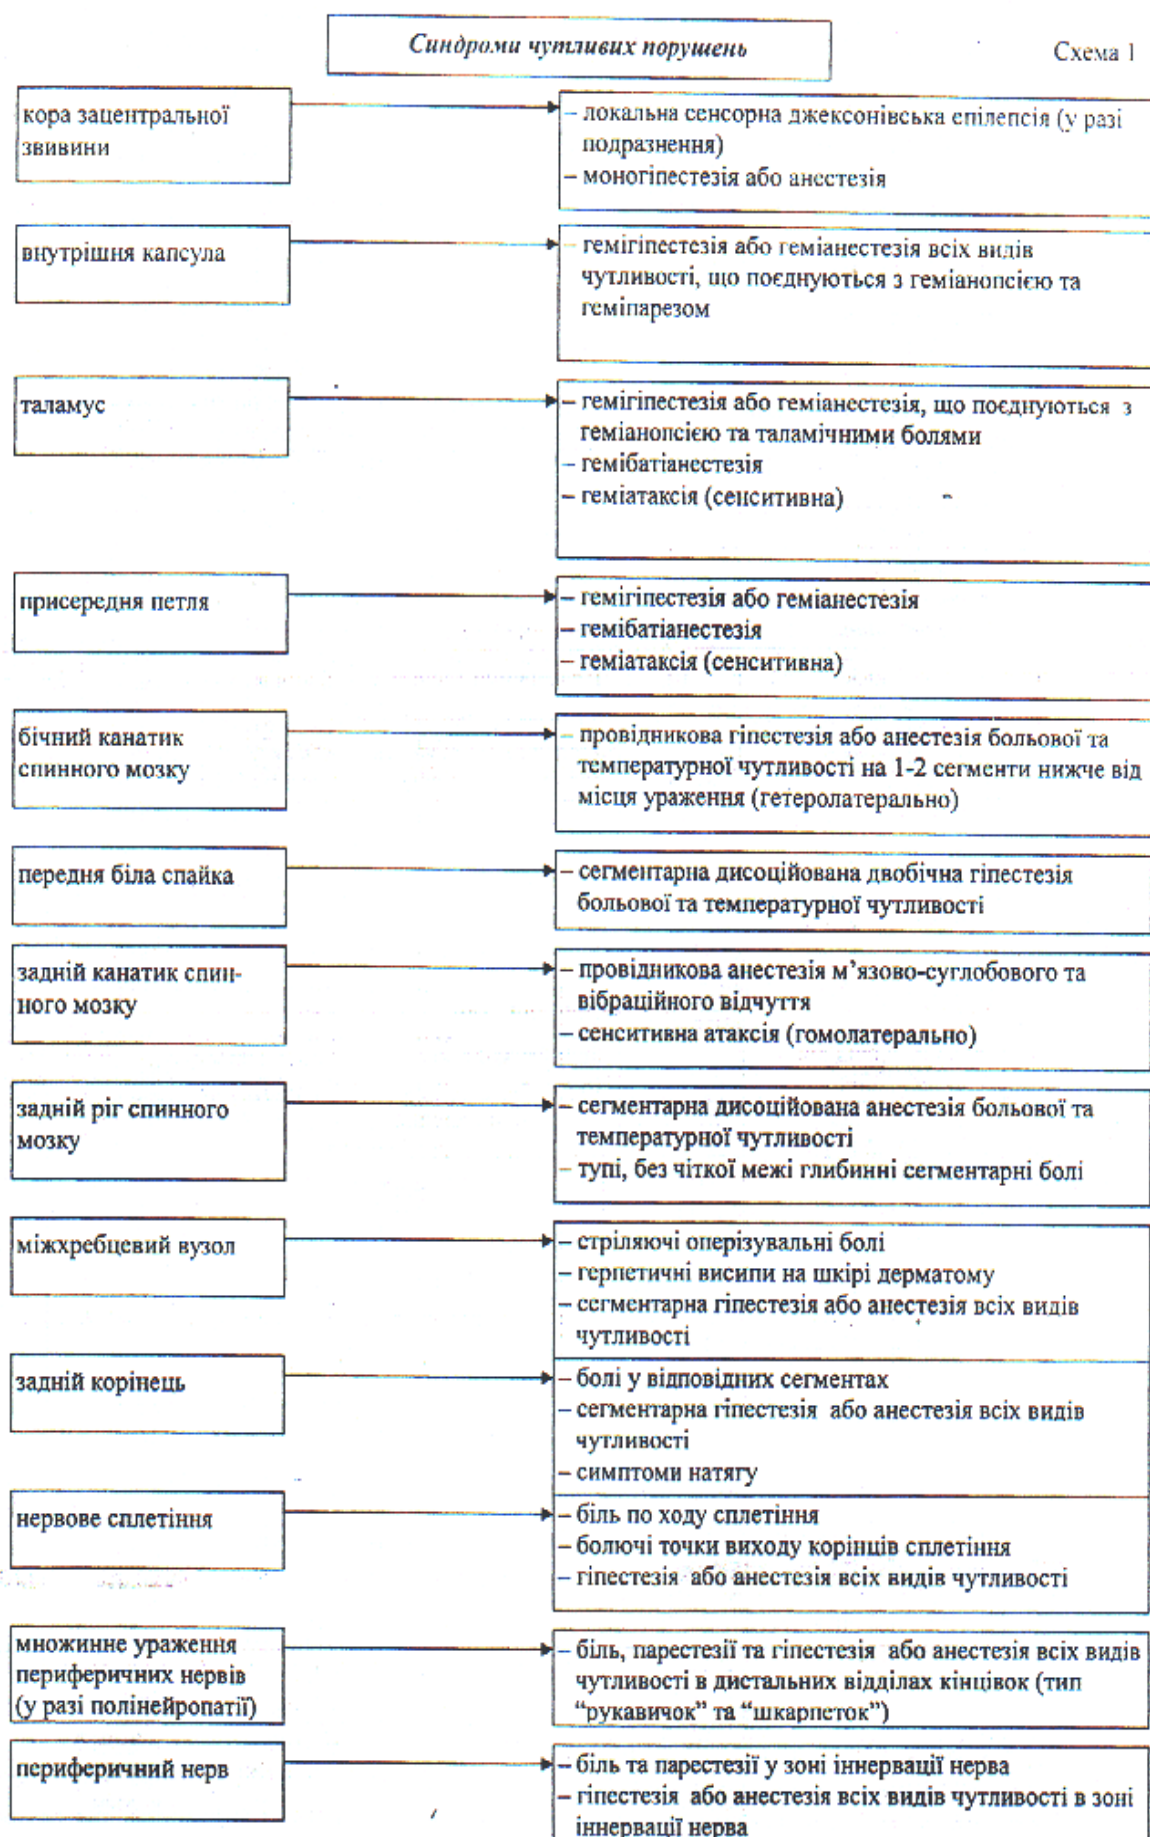 Синдроми чутливих порушень
Схема 1
кора зацентральної
звивини
– локальна сенсорна джексонівська епілепсія (у разі
подразнення)
– моногіпестезія або анестезія
внутрішня капсула
– гемігіпестезія або геміанестезія всіх видів
чутливості, що поєднуються з геміанопсією та
геміпарезом
таламус
– гемігіпестезія або геміанестезія, що поєднуються з
геміанопсією та таламічними болями
– гемібатіанестезія
– геміатаксія (сенситивна)
присередня петля
– гемігіпестезія або геміанестезія
– гемібатіанестезія
– геміатаксія (сенситивна)
бічний канатик
спинного мозку
– провідникова гіпестезія або анестезія больової та
температурної чутливості на 1-2 сегменти нижче від
місця ураження (гетеролатерально)
передня біла спайка
– сегментарна дисоційована двобічна гіпестезія
больової та температурної чутливості
задній канатик спин-
ного мозку
– провідникова анестезія м’язово-суглобового та
вібраційного відчуття
– сенситивна атаксія (гомолатерально)
задній ріг спинного
мозку
– сегментарна дисоційована анестезія больової та
температурної чутливості
– тупі, без чіткої межі глибинні сегментарні болі
міжхребцевий вузол
– стріляючі оперізувальні болі
– герпетичні висипи на шкірі дерматому
– сегментарна гіпестезія або анестезія всіх видів
чутливості
задній корінець
– болі у відповідних сегментах
– сегментарна гіпестезія або анестезія всіх видів
чутливості
– симптоми натягу
нервове сплетіння
– біль по ходу сплетіння
– болючі точки виходу корінців сплетіння
– гіпестезія або анестезія всіх видів чутливості
множинне ураження
периферичних нервів
(у разі полінейропатії)
– біль, парестезії та гіпестезія або анестезія всіх видів
чутливості в дистальних відділах кінцівок (тип
“рукавичок” та “шкарпеток”)
периферичний нерв
– біль та парестезії у зоні іннервації нерва
– гіпестезія або анестезія всіх видів чутливості в зоні
іннервації нерва